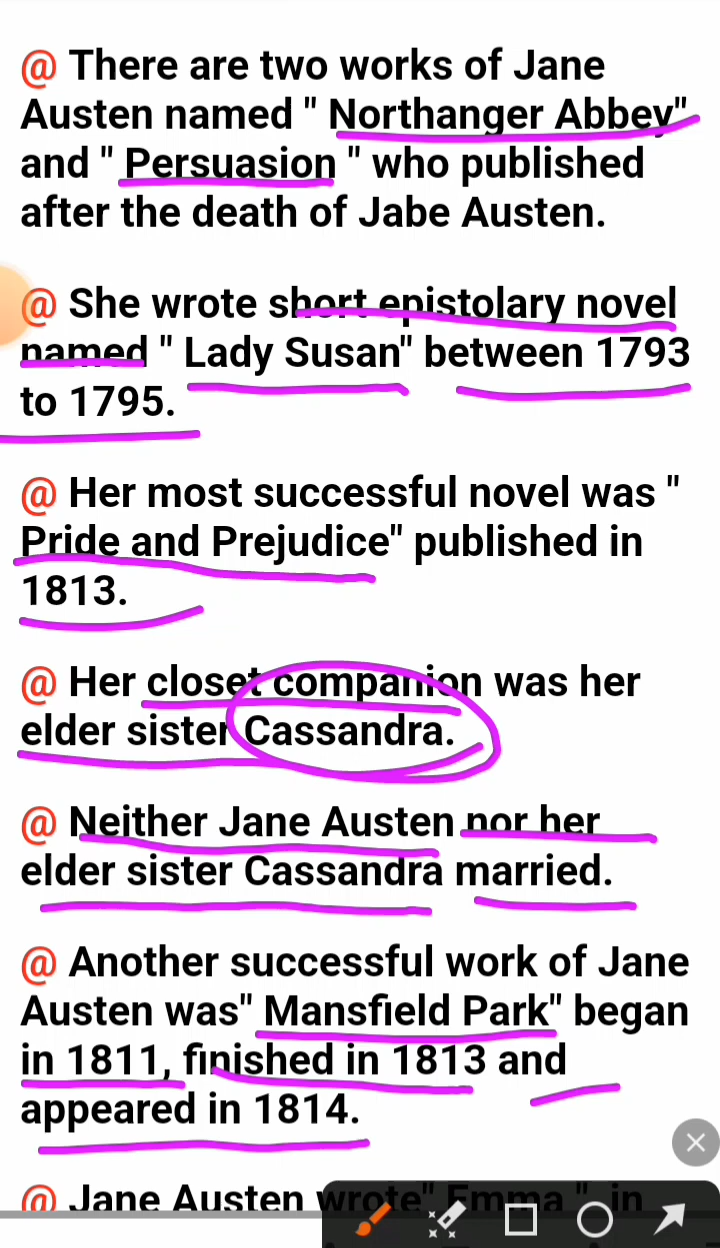 @ There are two works of Jane
Austen named " Northanger Abbey"
and " Persuasion " who published
after the death of Jabe Austen.
@ She wrote short epistolary novel
named " Lady Susan" between 1793
to 1795.
@ Her most successful novel was "
Pride and Prejudice" published in
1813.
@ Her closet companion was her
elder sister Cassandra.
@ Neither Jane Austen nor her
elder sister Cassandra married.
@ Another successful work of Jane
Austen was" Mansfield Park" began
in 1811, finished in 1813 and
appeared in 1814.
@ Jane Austen wrote" Emma ", in